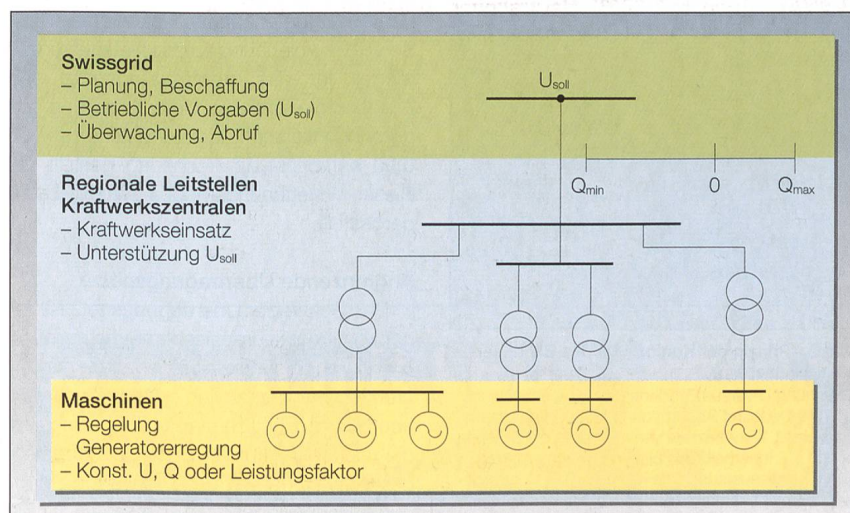 Swissgrid
– Planung, Beschaffung
– Betriebliche Vorgaben (Usoll)
– Überwachung, Abruf
Usoll
Qmin
0
Qmax
Regionale Leitstellen
Kraftwerkszentralen
– Kraftwerkseinsatz
– Unterstützung Usoll
Maschinen
– Regelung
Generatorerregung
– Konst. U, Q oder Leistungsfaktor